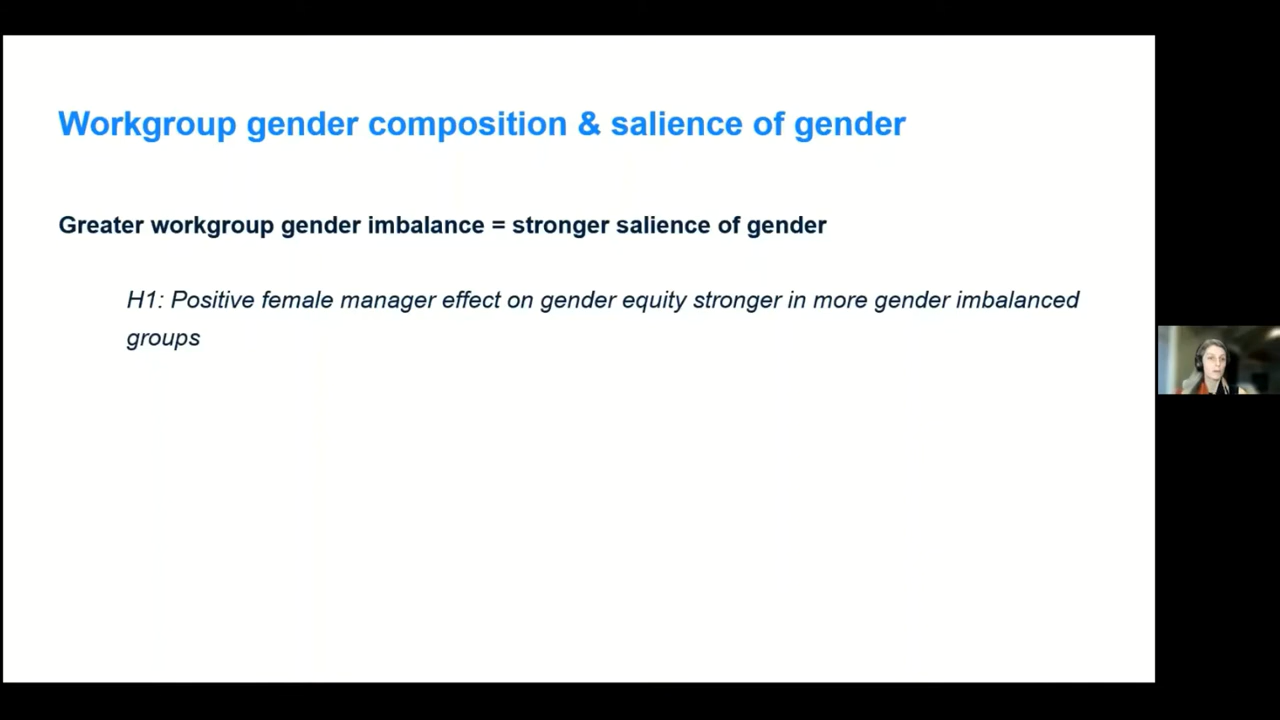 Workgroup gender composition & salience of gender
Greater workgroup gender imbalance = stronger salience of gender
H1: Positive female manager effect on gender equity stronger in more gender imbalanced
groups